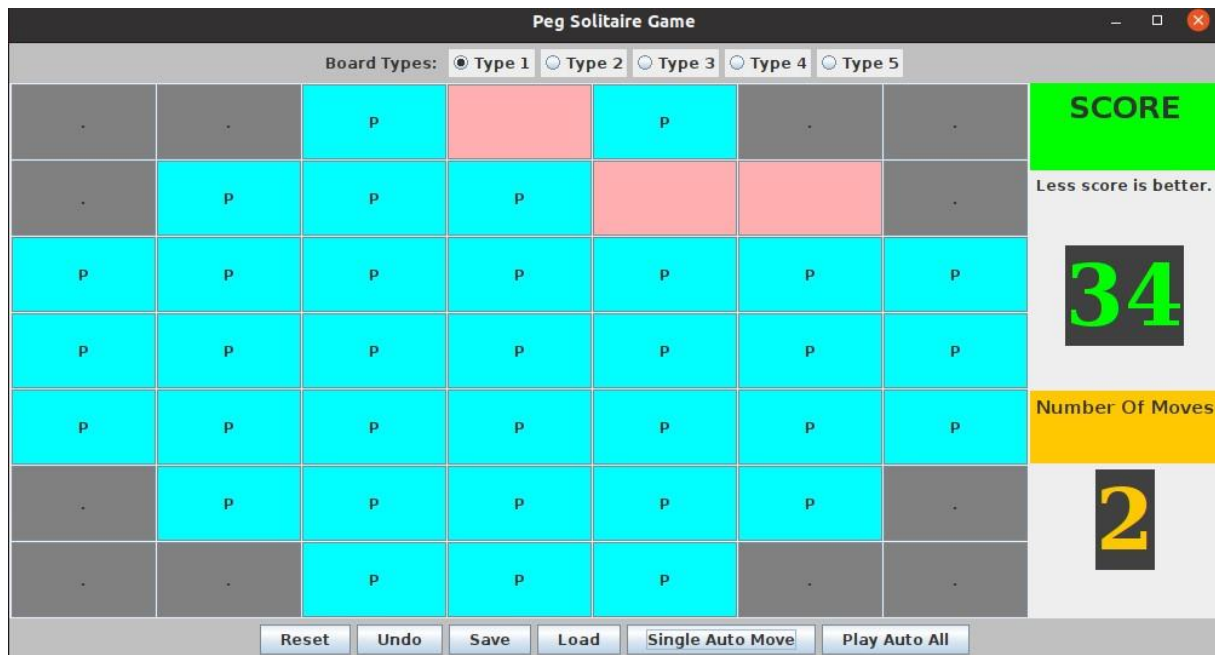 Peg Solitaire Game
Board Types: Type 1 Type 2 Type 3 Type 4 Type 5
. . P P . .
. P P P .
P P P P P P P
P P P P P P P
P P P P P P P
. P P P P P .
. . P P P . .
SCORE
Less score is better.
34
Number Of Moves
2
Reset Undo Save Load Single Auto Move Play Auto All